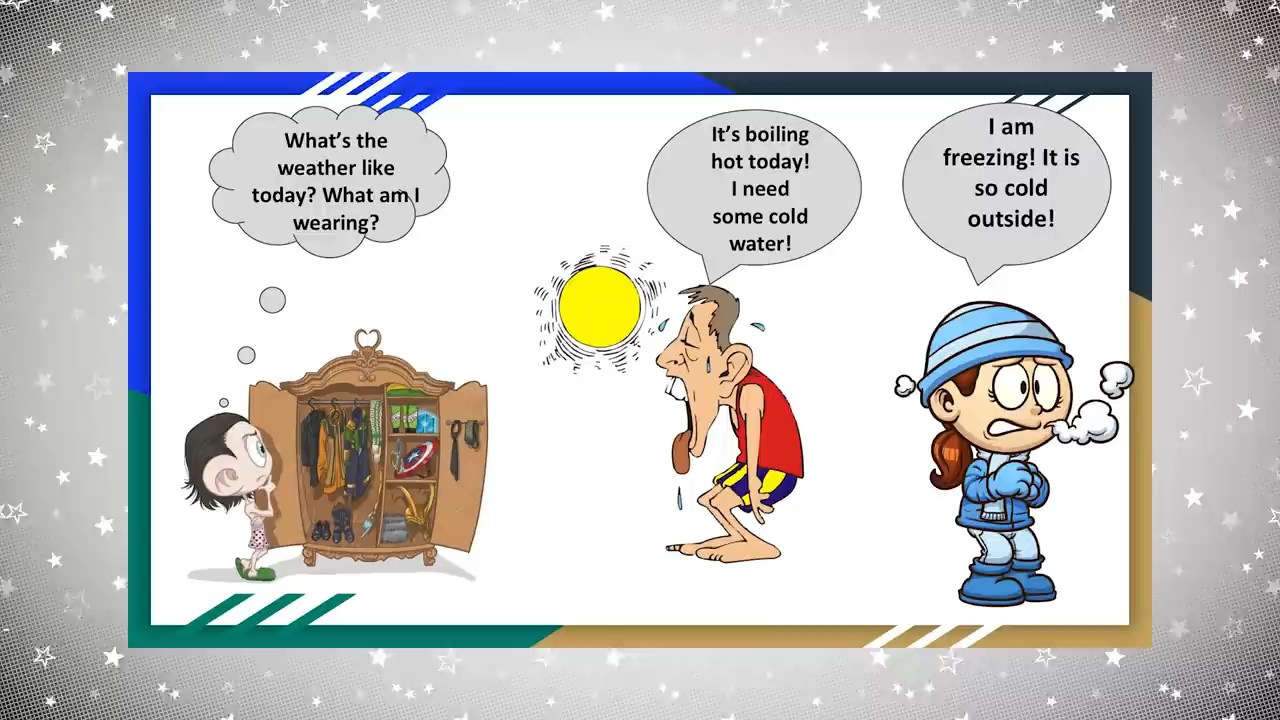 What's the
weather like
today? What am I
wearing?
It's boiling
hot today!
I need
some cold
water!
I am
freezing! It is
so cold
outside!